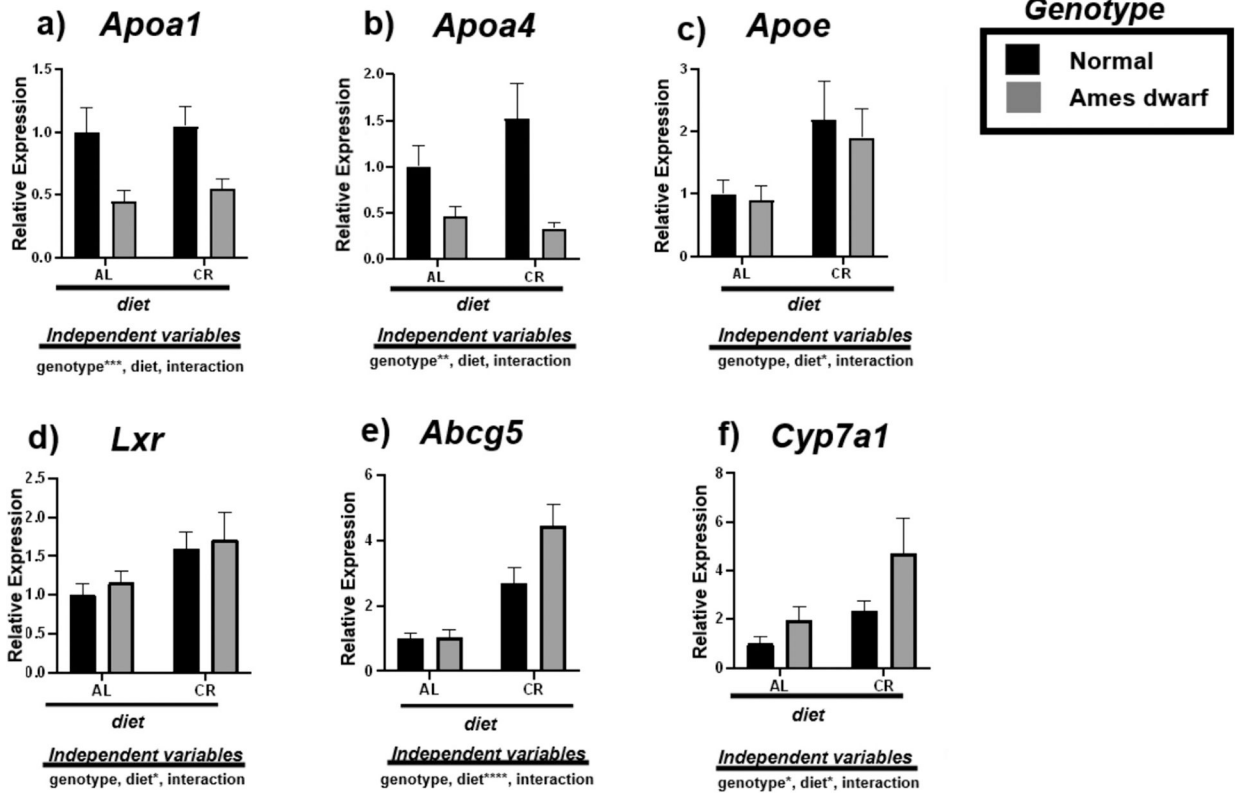 a) Apoa1
Relative Expression
1.5
1.0
0.5
0.0
AL CR
diet
Independent variables
genotype***, diet, interaction
b) Apoa4
Relative Expression
2.0
1.5
1.0
0.5
0.0
AL CR
diet
Independent variables
genotype**, diet, interaction
c) Apoe
Relative Expression
3
2
1
0
AL CR
diet
Independent variables
genotype, diet*, interaction
Genotype
Normal
Ames dwarf
d) Lxr
Relative Expression
2.5
2.0
1.5
1.0
0.5
0.0
AL CR
diet
Independent variables
genotype, diet*, interaction
e) Abcg5
Relative Expression
6
4
2
0
AL CR
diet
Independent variables
genotype, diet****, interaction
f) Cyp7a1
Relative Expression
8
6
4
2
0
AL CR
diet
Independent variables
genotype*, diet*, interaction